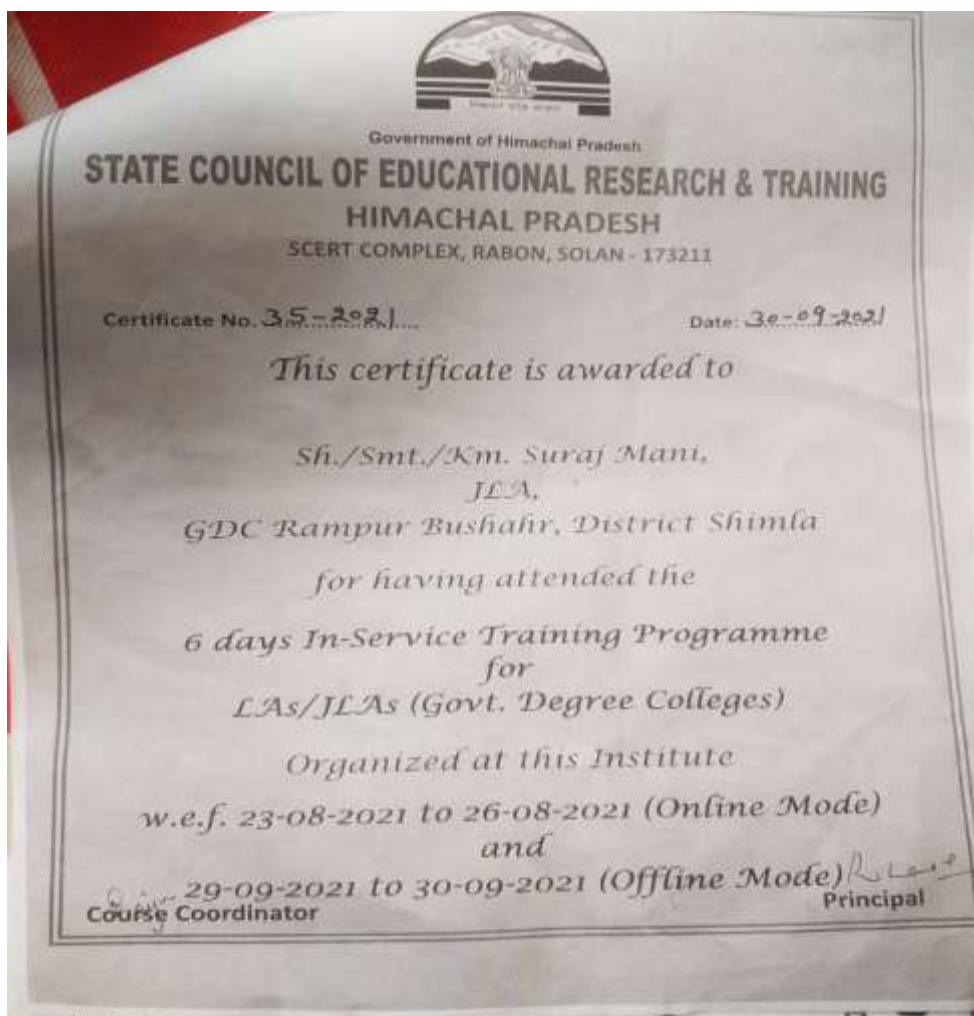 Government of Himachal Pradesh
STATE COUNCIL OF EDUCATIONAL RESEARCH & TRAINING
HIMACHAL PRADESH
SCERT COMPLEX, RABON, SOLAN - 173211
Certificate No. 35-2021 Date: 30-09-2021
This certificate is awarded to
Sh./Smt./Km. Suraj Mani,
JLA,
GDC Rampur Bushahr, District Shimla
for having attended the
6 days In-Service Training Programme
for
LAs/JLAs (Govt. Degree Colleges)
Organized at this Institute
w.e.f. 23-08-2021 to 26-08-2021 (Online Mode)
and
29-09-2021 to 30-09-2021 (Offline Mode)
Course Coordinator Principal